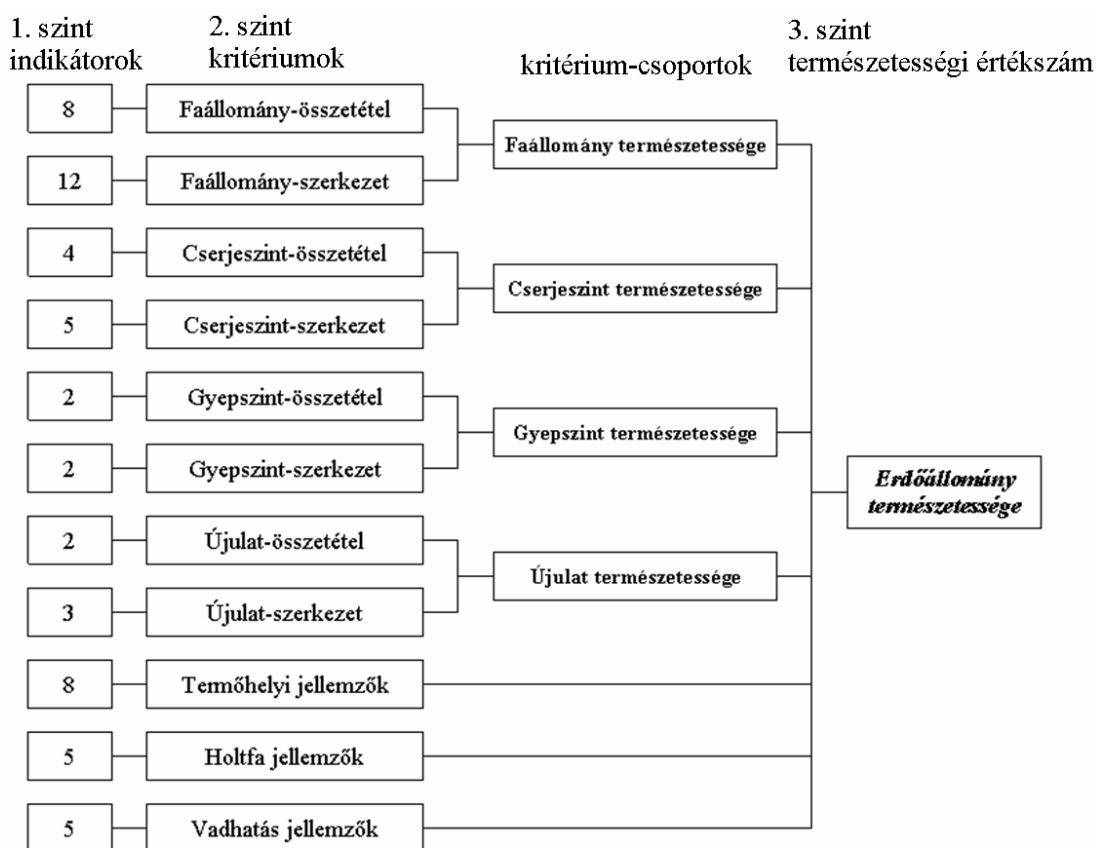 1. szint
indikátorok
2. szint
kritériumok
kritérium-csoportok
3. szint
természetességi értékszám
8
Faállomány-összetétel
12
Faállomány-szerkezet
Faállomány természetessége
4
Cserjeszint-összetétel
5
Cserjeszint-szerkezet
Cserjeszint természetessége
2
Gyepszint-összetétel
2
Gyepszint-szerkezet
Gyepszint természetessége
2
Újulat-összetétel
3
Újulat-szerkezet
Újulat természetessége
8
Termőhelyi jellemzők
5
Holtfa jellemzők
5
Vadhatás jellemzők
Erdőállomány
természetessége